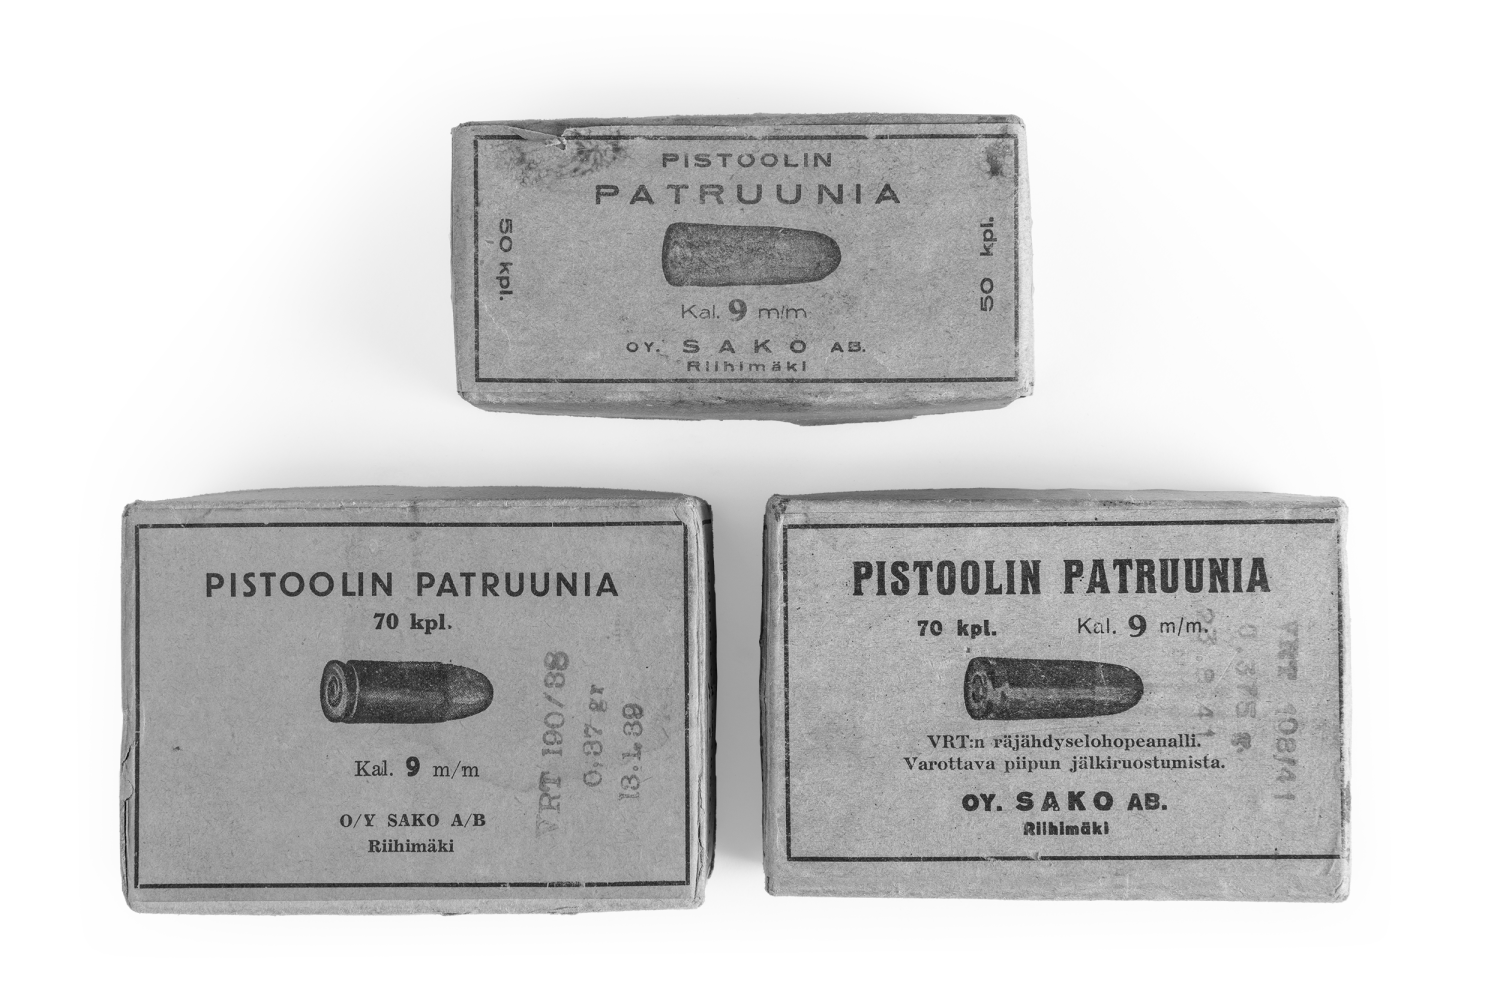 PISTOOLIN
PATRUUNIA
50 kpl.
50 kpl.
Kal. 9 m/m
OY. SAKO AB.
Riihimäki
PISTOOLIN PATRUUNIA
70 kpl.
Kal. 9 m/m
O/Y SAKO A/B
Riihimäki
VRT 190/38
0,37 gr
13.1.39
PISTOOLIN PATRUUNIA
70 kpl. Kal. 9 m/m.
VRT:n räjähdyselohopeanalli.
Varottava piipun jälkiruostumista.
OY. SAKO AB.
Riihimäki
VRT 108/41